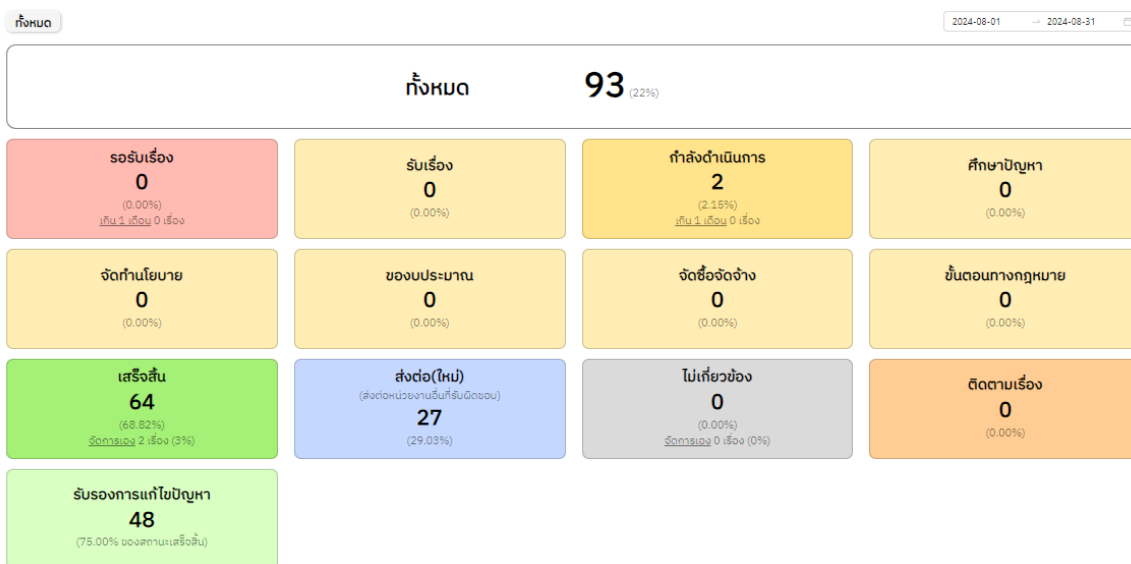 ทั้งหมด
2024-08-01 → 2024-08-31
ทั้งหมด 93 (22%)
รอรับเรื่อง
0
(0.00%)
เกิน 1 เดือน 0 เรื่อง
รับเรื่อง
0
(0.00%)
กำลังดำเนินการ
2
(2.15%)
เกิน 1 เดือน 0 เรื่อง
ศึกษาปัญหา
0
(0.00%)
จัดทำนโยบาย
0
(0.00%)
ของบประมาณ
0
(0.00%)
จัดซื้อจัดจ้าง
0
(0.00%)
ขั้นตอนทางกฎหมาย
0
(0.00%)
เสร็จสิ้น
64
(68.82%)
จัดการเอง 2 เรื่อง (3%)
ส่งต่อ(ใหม่)
(ส่งต่อหน่วยงานอื่นที่รับผิดชอบ)
27
(29.03%)
ไม่เกี่ยวข้อง
0
(0.00%)
จัดการเอง 0 เรื่อง (0%)
ติดตามเรื่อง
0
(0.00%)
รับรองการแก้ไขปัญหา
48
(75.00% ของสถานะเสร็จสิ้น)